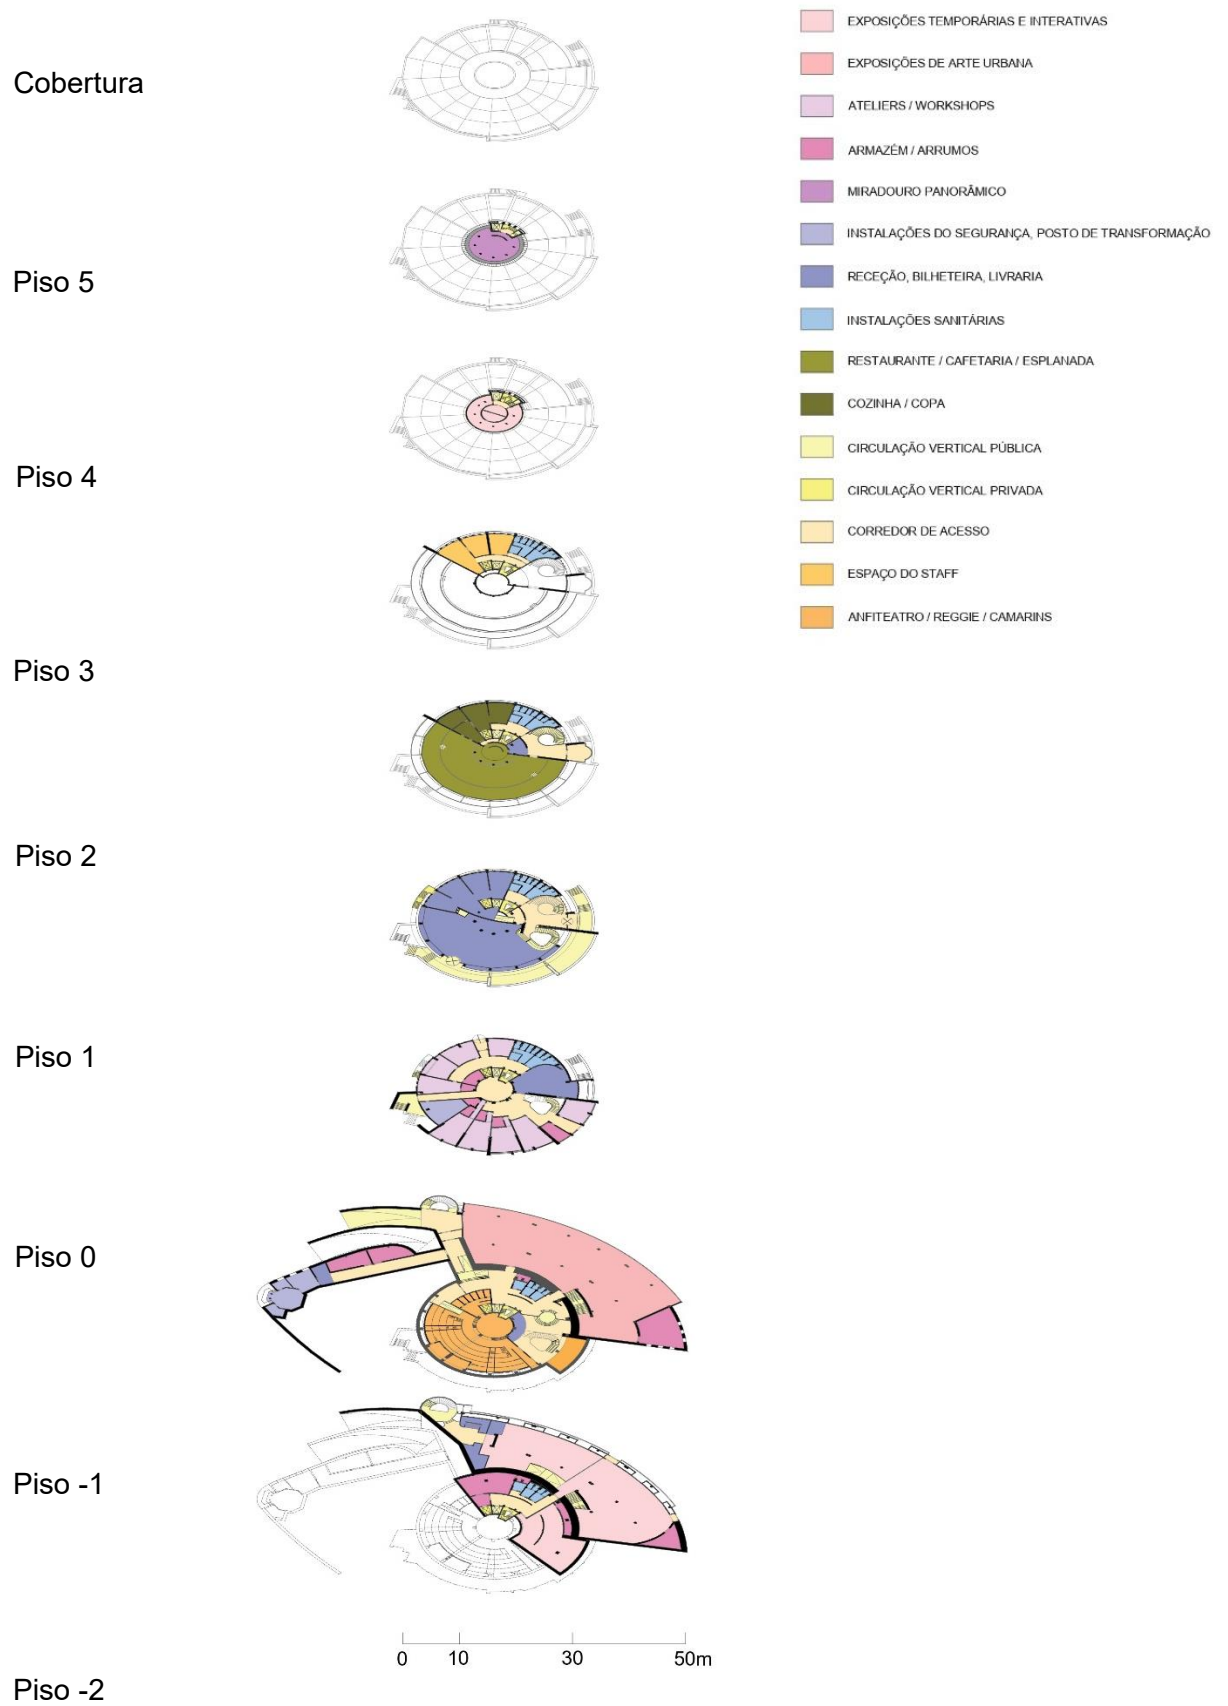 Cobertura
Piso 5
Piso 4
Piso 3
Piso 2
Piso 1
Piso 0
Piso -1
Piso -2
EXPOSIÇÕES TEMPORÁRIAS E INTERATIVAS
EXPOSIÇÕES DE ARTE URBANA
ATELIERS / WORKSHOPS
ARMAZÉM / ARRUMOS
MIRADOURO PANORÂMICO
INSTALAÇÕES DO SEGURANÇA, POSTO DE TRANSFORMAÇÃO
RECEÇÃO, BILHETEIRA, LIVRARIA
INSTALAÇÕES SANITÁRIAS
RESTAURANTE / CAFETARIA / ESPLANADA
COZINHA / COPA
CIRCULAÇÃO VERTICAL PÚBLICA
CIRCULAÇÃO VERTICAL PRIVADA
CORREDOR DE ACESSO
ESPAÇO DO STAFF
ANFITEATRO / REGGIE / CAMARINS
0 10 30 50m